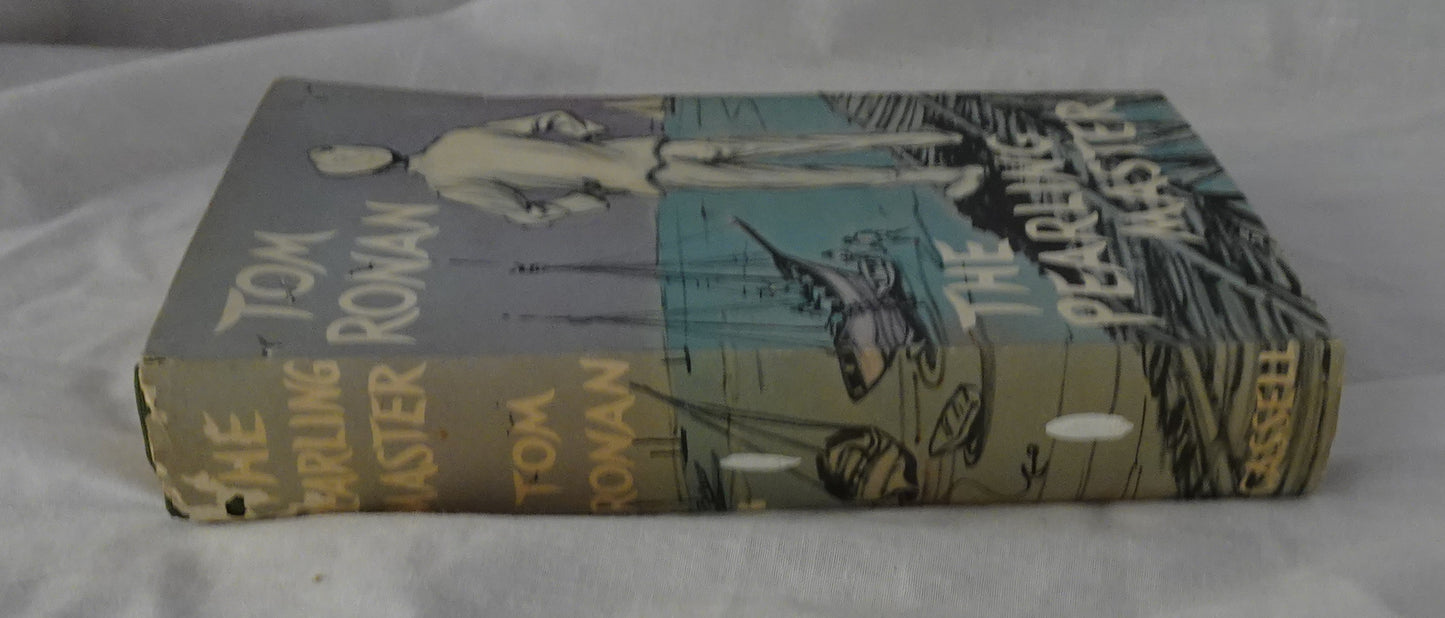 TOM
RONAN
THE
PEARLING
MASTER
THE
PEARLING
MASTER
TOM
RONAN
CASSELL